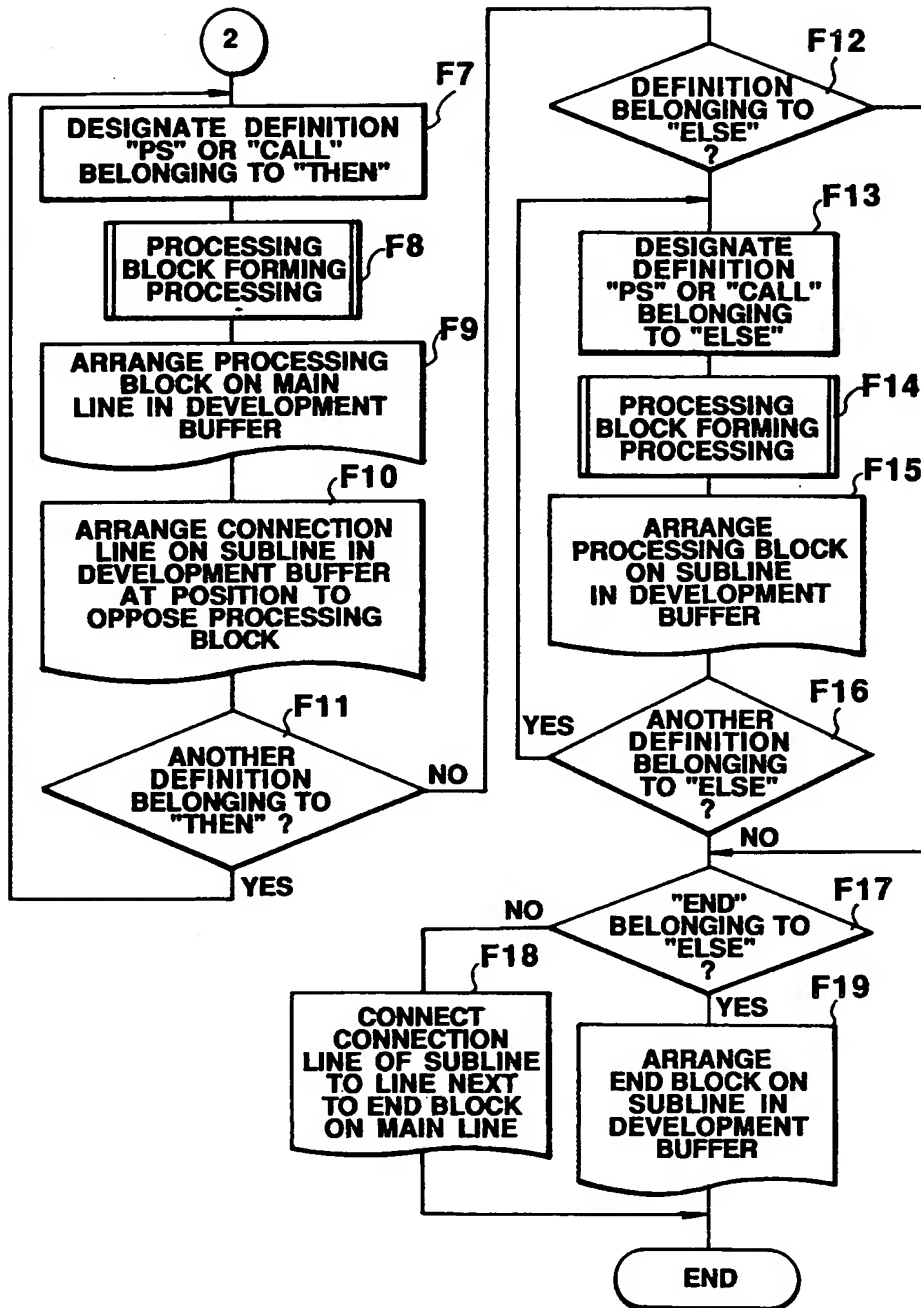 2
F7
DESIGNATE DEFINITION
"PS" OR "CALL"
BELONGING TO "THEN"
PROCESSING
BLOCK FORMING
PROCESSING
F8
F9
ARRANGE PROCESSING
BLOCK ON MAIN
LINE IN DEVELOPMENT
BUFFER
F10
ARRANGE CONNECTION
LINE ON SUBLINE IN
DEVELOPMENT BUFFER
AT POSITION TO
OPPOSE PROCESSING
BLOCK
F11
ANOTHER
DEFINITION
BELONGING TO
"THEN" ?
NO
YES
F12
DEFINITION
BELONGING TO
"ELSE"
?
F13
DESIGNATE
DEFINITION
"PS" OR "CALL"
BELONGING
TO "ELSE"
F14
PROCESSING
BLOCK FORMING
PROCESSING
F15
ARRANGE
PROCESSING BLOCK
ON SUBLINE
IN DEVELOPMENT
BUFFER
F16
YES
ANOTHER
DEFINITION
BELONGING
TO "ELSE"
?
NO
F17
NO
"END"
BELONGING TO
"ELSE"
?
YES
F18
CONNECT
CONNECTION
LINE OF SUBLINE
TO LINE NEXT
TO END BLOCK
ON MAIN LINE
F19
ARRANGE
END BLOCK ON
SUBLINE IN
DEVELOPMENT
BUFFER
END